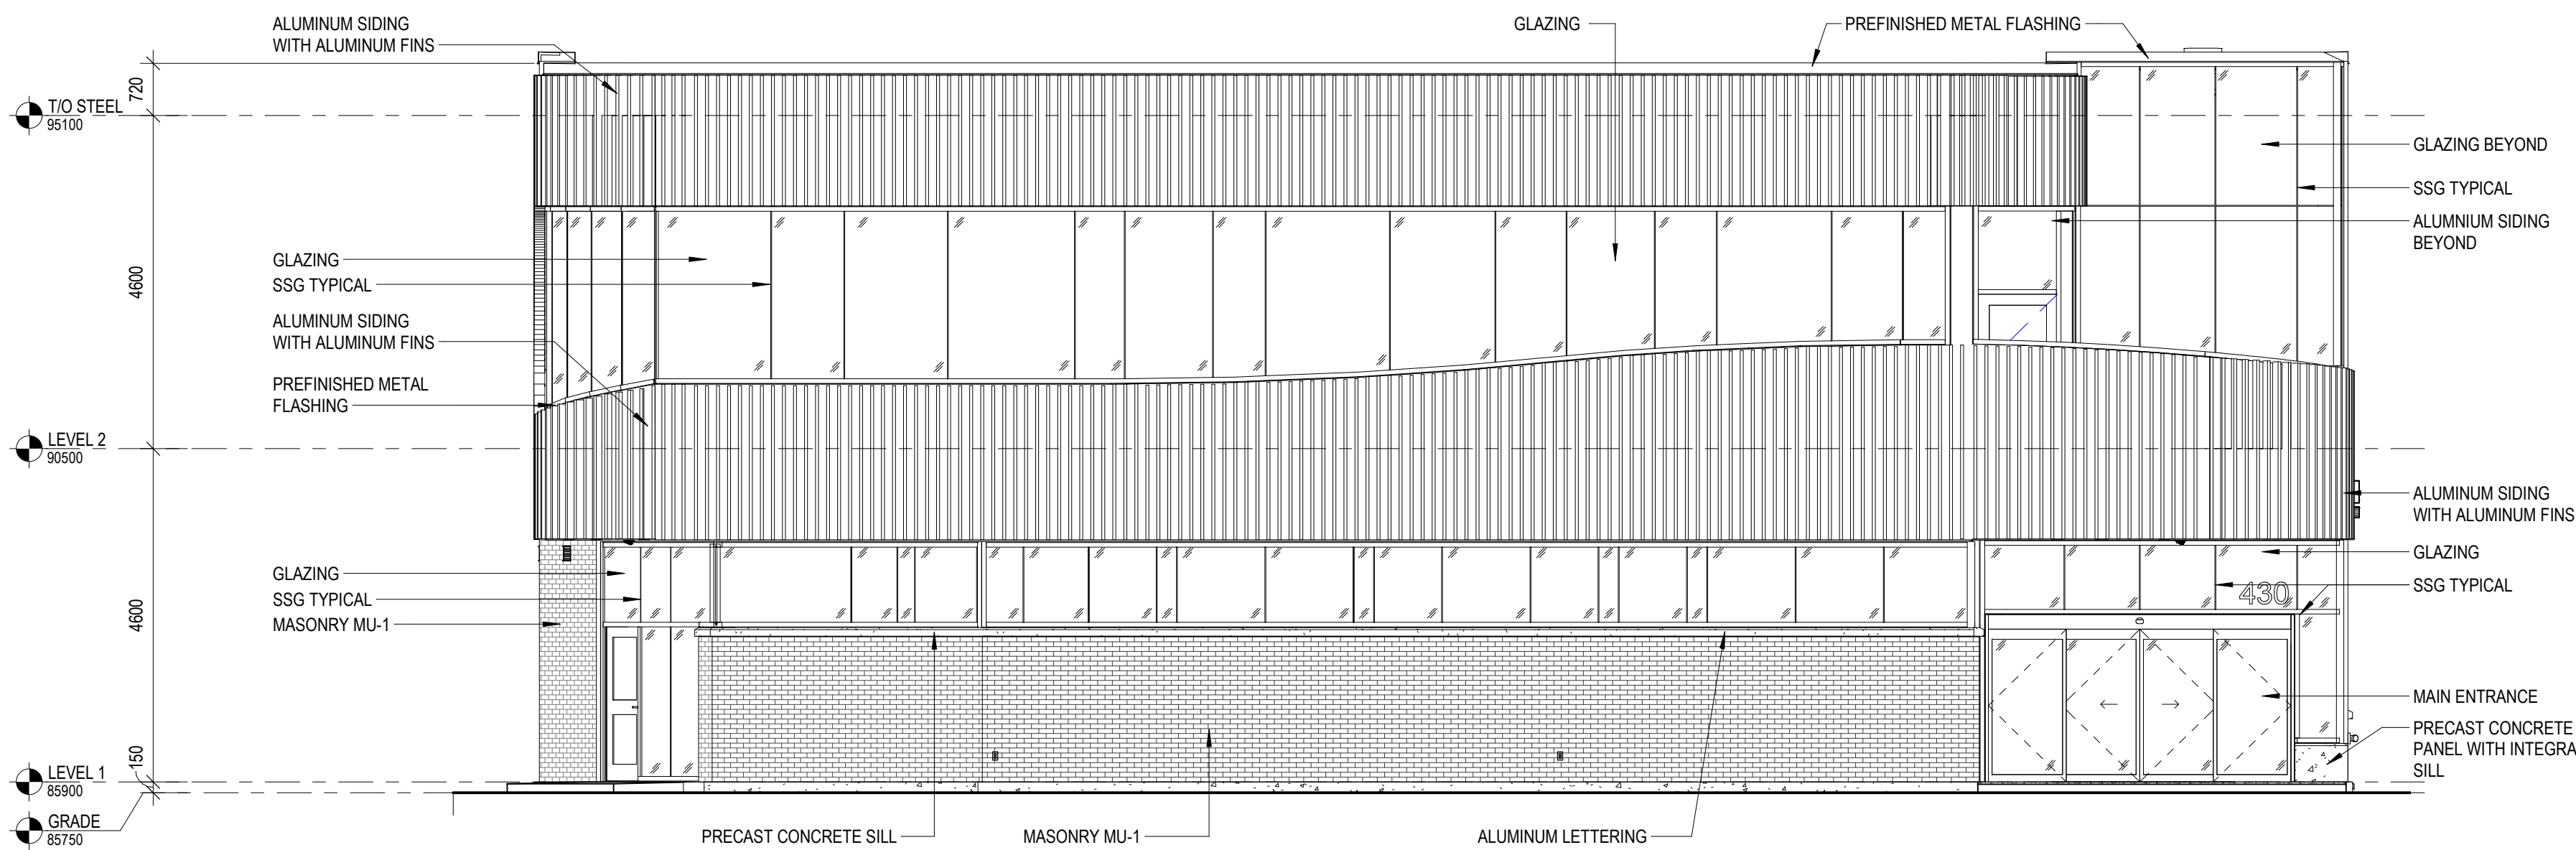 ALUMINUM SIDING
WITH ALUMINUM FINS
GLAZING
PREFINISHED METAL FLASHING
720
T/O STEEL
95100
GLAZING BEYOND
SSG TYPICAL
ALUMNIUM SIDING
BEYOND
4600
GLAZING
SSG TYPICAL
ALUMINUM SIDING
WITH ALUMINUM FINS
PREFINISHED METAL
FLASHING
LEVEL 2
90500
ALUMINUM SIDING
WITH ALUMINUM FINS
GLAZING
SSG TYPICAL
430
4600
GLAZING
SSG TYPICAL
MASONRY MU-1
MAIN ENTRANCE
PRECAST CONCRETE
PANEL WITH INTEGRA
SILL
150
LEVEL 1
85900
GRADE
85750
PRECAST CONCRETE SILL
MASONRY MU-1
ALUMINUM LETTERING